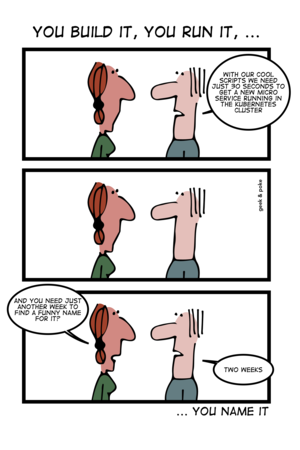 YOU BUILD IT, YOU RUN IT, ...
WITH OUR COOL
SCRIPTS WE NEED
JUST 30 SECONDS TO
GET A NEW MICRO
SERVICE RUNNING IN
THE KUBERNETES
CLUSTER
geek & poke
AND YOU NEED JUST
ANOTHER WEEK TO
FIND A FUNNY NAME
FOR IT?
TWO WEEKS
... YOU NAME IT